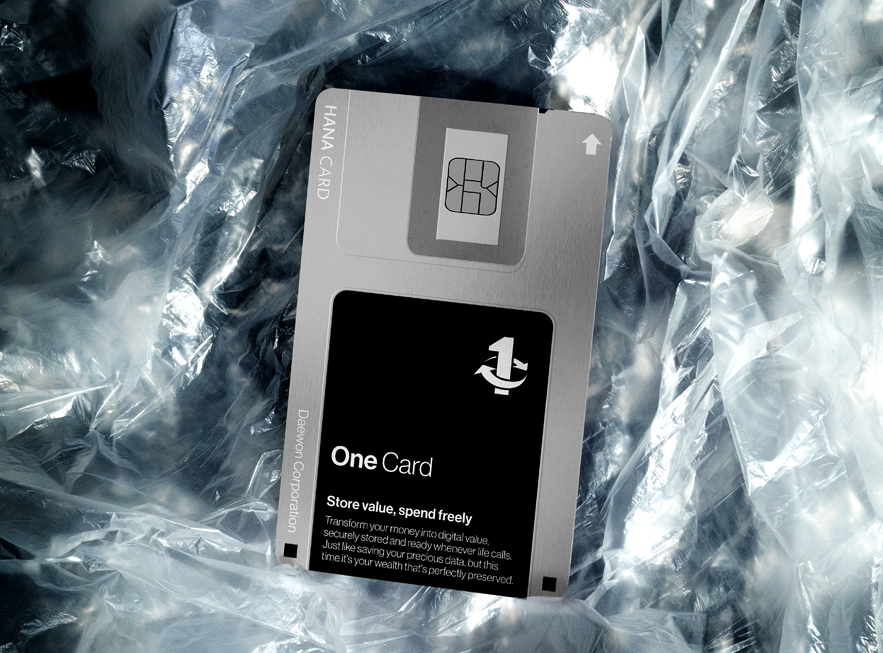 HANA CARD
1
One Card
Store value, spend freely
Transform your money into digital value,
securely stored and ready whenever life calls.
Just like saving your precious data, but this
time it's your wealth that's perfectly preserved.
Daewon Corporation